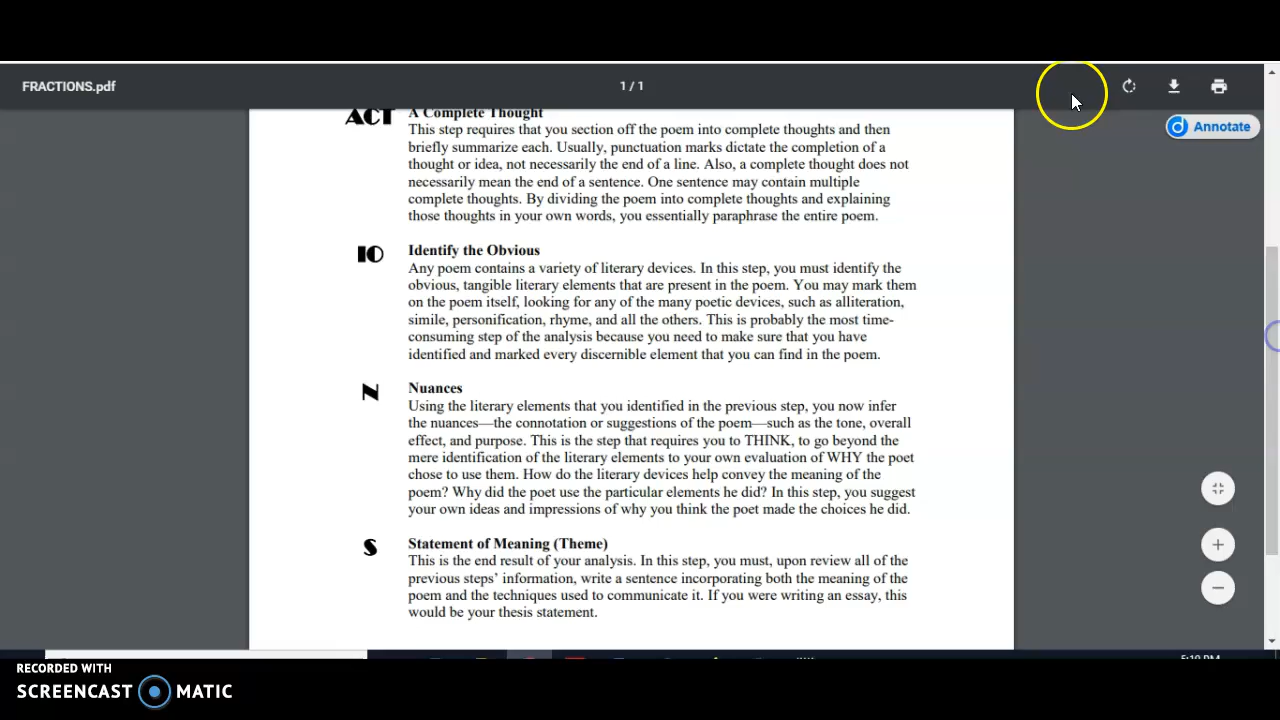 FRACTIONS.pdf
1 / 1
Annotate
ACT A Complete Thought
This step requires that you section off the poem into complete thoughts and then
briefly summarize each. Usually, punctuation marks dictate the completion of a
thought or idea, not necessarily the end of a line. Also, a complete thought does not
necessarily mean the end of a sentence. One sentence may contain multiple
complete thoughts. By dividing the poem into complete thoughts and explaining
those thoughts in your own words, you essentially paraphrase the entire poem.
IO Identify the Obvious
Any poem contains a variety of literary devices. In this step, you must identify the
obvious, tangible literary elements that are present in the poem. You may mark them
on the poem itself, looking for any of the many poetic devices, such as alliteration,
simile, personification, rhyme, and all the others. This is probably the most time-
consuming step of the analysis because you need to make sure that you have
identified and marked every discernible element that you can find in the poem.
N Nuances
Using the literary elements that you identified in the previous step, you now infer
the nuances—the connotation or suggestions of the poem—such as the tone, overall
effect, and purpose. This is the step that requires you to THINK, to go beyond the
mere identification of the literary elements to your own evaluation of WHY the poet
chose to use them. How do the literary devices help convey the meaning of the
poem? Why did the poet use the particular elements he did? In this step, you suggest
your own ideas and impressions of why you think the poet made the choices he did.
S Statement of Meaning (Theme)
This is the end result of your analysis. In this step, you must, upon review all of the
previous steps' information, write a sentence incorporating both the meaning of the
poem and the techniques used to communicate it. If you were writing an essay, this
would be your thesis statement.
RECORDED WITH
SCREENCAST MATIC